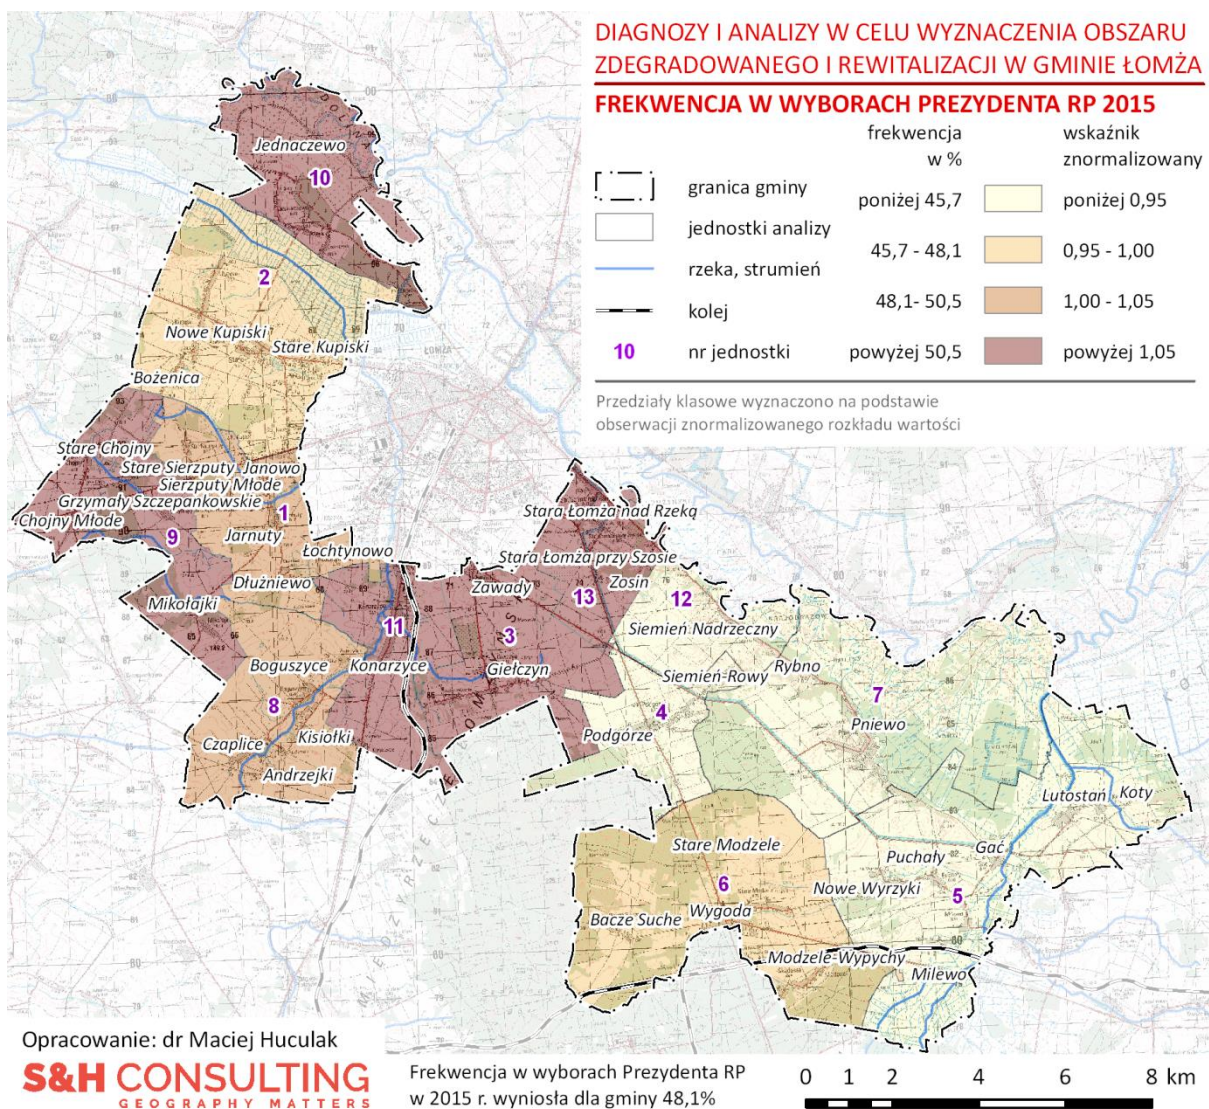 DIAGNOZY I ANALIZY W CELU WYZNACZENIA OBSZARU
ZDEGRADOWANEGO I REWITALIZACJI W GMINIE ŁOMŻA
FREKWENCJA W WYBORACH PREZYDENTA RP 2015
frekwencja w %
wskaźnik znormalizowany
granica gminy
jednostki analizy
rzeka, strumień
kolej
10 nr jednostki
poniżej 45,7 poniżej 0,95
45,7 - 48,1 0,95 - 1,00
48,1- 50,5 1,00 - 1,05
powyżej 50,5 powyżej 1,05
Przedziały klasowe wyznaczono na podstawie
obserwacji znormalizowanego rozkładu wartości
Jednaczewo
10
2
Nowe Kupiski
Stare Kupiski
ŁOMŻA
Bożenica
Stare Chojny
Stare Sierzputy
Janowo
Sierzputy Młode
Grzymały Szczepankowskie
Chojny Młode
1
9
Jarnuty
Łochtynowo
Dłużniewo
Mikołajki
Stara Łomża nad Rzeką
Stara Łomża przy Szosie
Zawady
Zosin
13
12
11
3
Siemień Nadrzeczny
Boguszyce
Konarzyce
Giełczyn
Siemień-Rowy
Rybno
7
8
4
Pniewo
Czaplice
Kisiołki
Podgórze
Andrzejki
Lutostań
Koty
Stare Modzele
Gać
Puchały
6
Nowe Wyrzyki
5
Bacze Suche
Wygoda
Modzele-Wypychy
Milewo
Opracowanie: dr Maciej Huculak
S&H CONSULTING
GEOGRAPHY MATTERS
Frekwencja w wyborach Prezydenta RP
w 2015 r. wyniosła dla gminy 48,1%
0 1 2 4 6 8 km